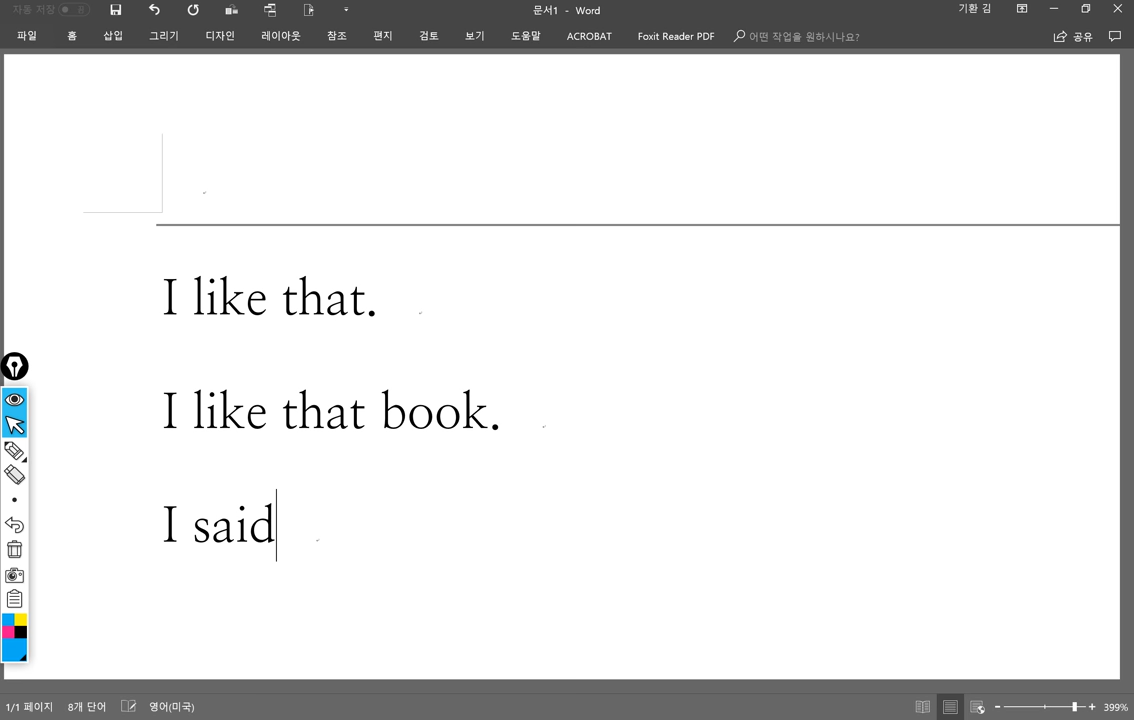 자동 저장
문서1 - Word
기환 김
파일 홈 삽입 그리기 디자인 레이아웃 참조 편지 검토 보기 도움말 ACROBAT Foxit Reader PDF 어떤 작업을 원하시나요? 공유
I like that.
I like that book.
I said
1/1 페이지 8개 단어 영어(미국) 399%